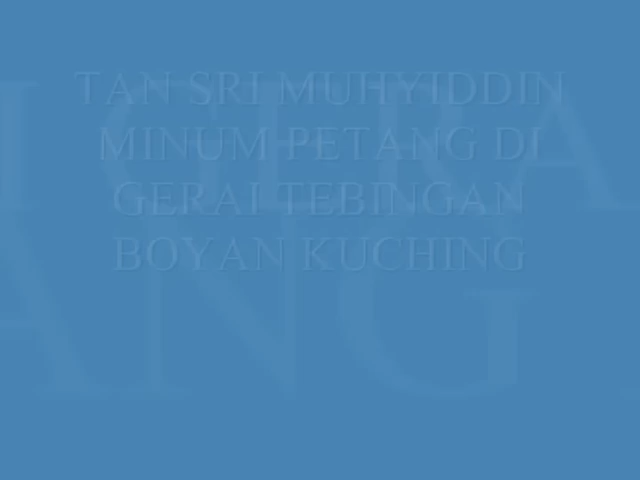 TAN SRI MUHYIDDIN
MINUM PETANG DI
GERAI TEBINGAN
BOYAN KUCHING